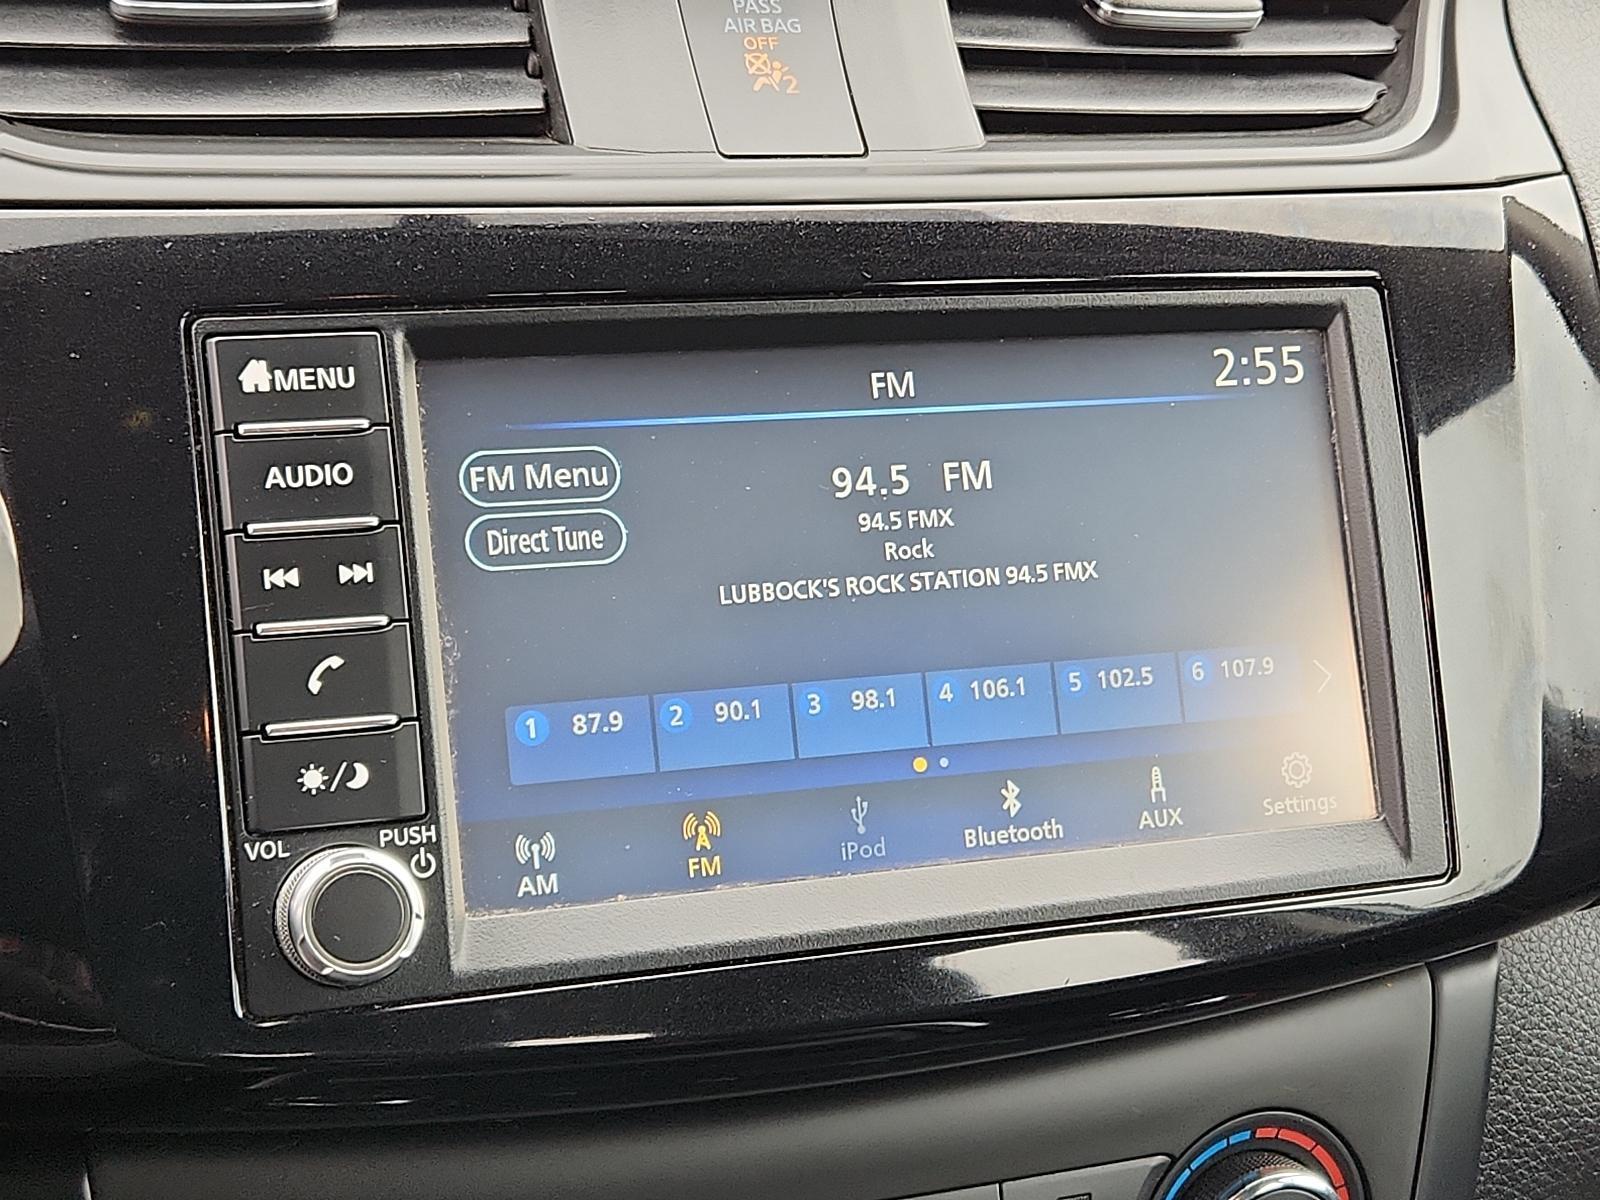 PASS
AIR BAG
OFF
2
MENU
AUDIO
VOL
PUSH
FM
2:55
FM Menu
Direct Tune
94.5 FM
94.5 FMX
Rock
LUBBOCK'S ROCK STATION 94.5 FMX
1 87.9 2 90.1 3 98.1 4 106.1 5 102.5 6 107.9
AM FM iPod Bluetooth AUX Settings